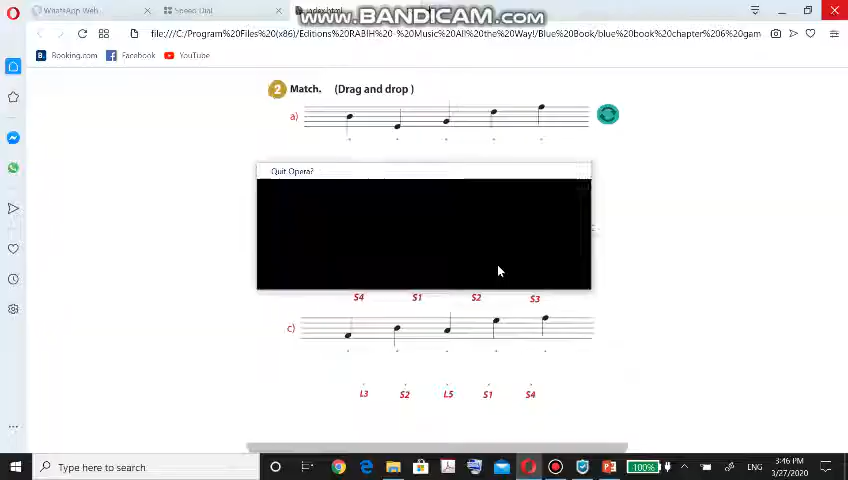 WhatsApp Web
Speed Dial
index.html
WWW.BANDICAM.COM
file:///C:/Program%20Files%20(x86)/Editions%20RABIH%20-%20Music%20All%20the%20Way!/Blue%20Book/blue%20book%20chapter%206%20gam
B. Booking.com
Facebook
YouTube
2 Match. (Drag and drop )
a)
Quit Opera?
S4 S1 S2 S3
c)
L3 S2 L5 S1 S4
Type here to search
100%
ENG
3:46 PM
3/27/2020